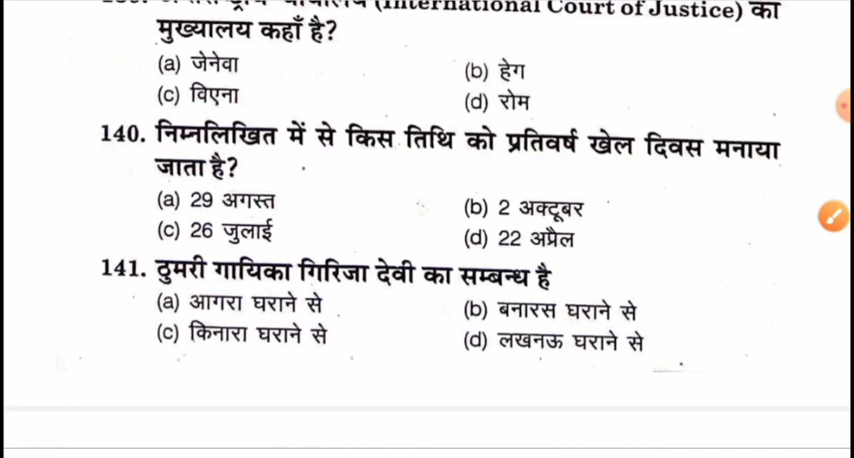 (International Court of Justice) का
मुख्यालय कहाँ है?
(a) जेनेवा (b) हेग
(c) विएना (d) रोम
140. निम्नलिखित में से किस तिथि को प्रतिवर्ष खेल दिवस मनाया
जाता है?
(a) 29 अगस्त (b) 2 अक्टूबर
(c) 26 जुलाई (d) 22 अप्रैल
141. ठुमरी गायिका गिरिजा देवी का सम्बन्ध है
(a) आगरा घराने से (b) बनारस घराने से
(c) किनारा घराने से (d) लखनऊ घराने से